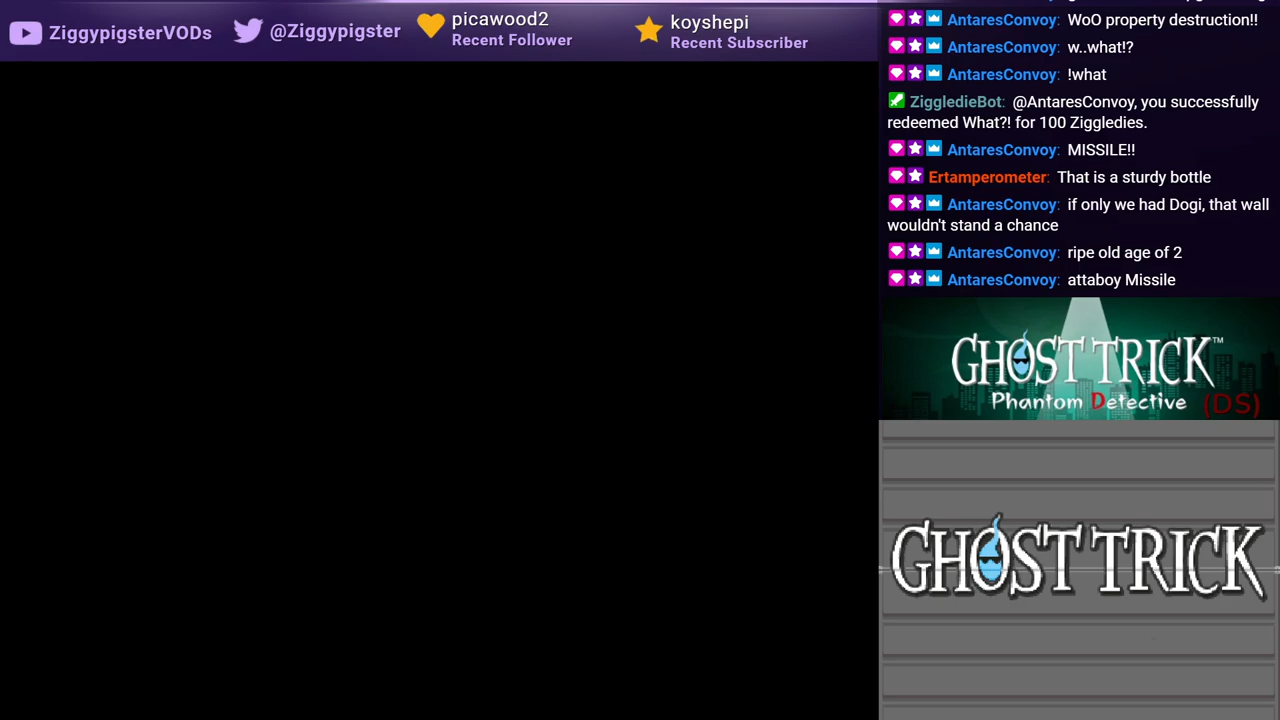 ZiggypigsterVODs
@Ziggypigster
picawood2
Recent Follower
koyshepi
Recent Subscriber
AntaresConvoy: WoO property destruction!!
AntaresConvoy: w..what!?
AntaresConvoy: !what
ZiggledieBot: @AntaresConvoy, you successfully
redeemed What?! for 100 Ziggledies.
AntaresConvoy: MISSILE!!
Ertamperometer: That is a sturdy bottle
AntaresConvoy: if only we had Dogi, that wall
wouldn't stand a chance
AntaresConvoy: ripe old age of 2
AntaresConvoy: attaboy Missile
GHOST TRICK™
Phantom Detective (DS)
GHOST TRICK